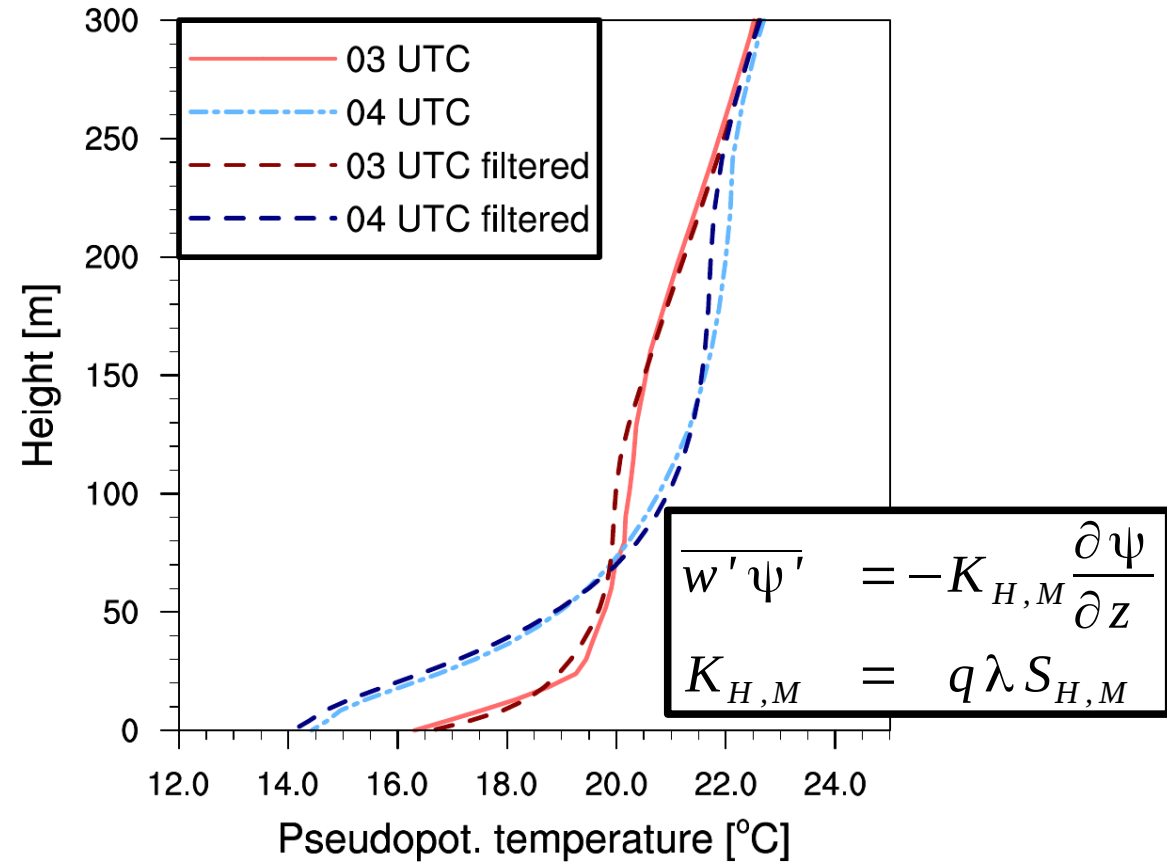 300
250
200
150
100
50
0
Height [m]
03 UTC
04 UTC
03 UTC filtered
04 UTC filtered
w'ψ' = −K_{H,M} ∂ψ/∂z
K_{H,M} = q λ S_{H,M}
12.0 14.0 16.0 18.0 20.0 22.0 24.0
Pseudopot. temperature [°C]